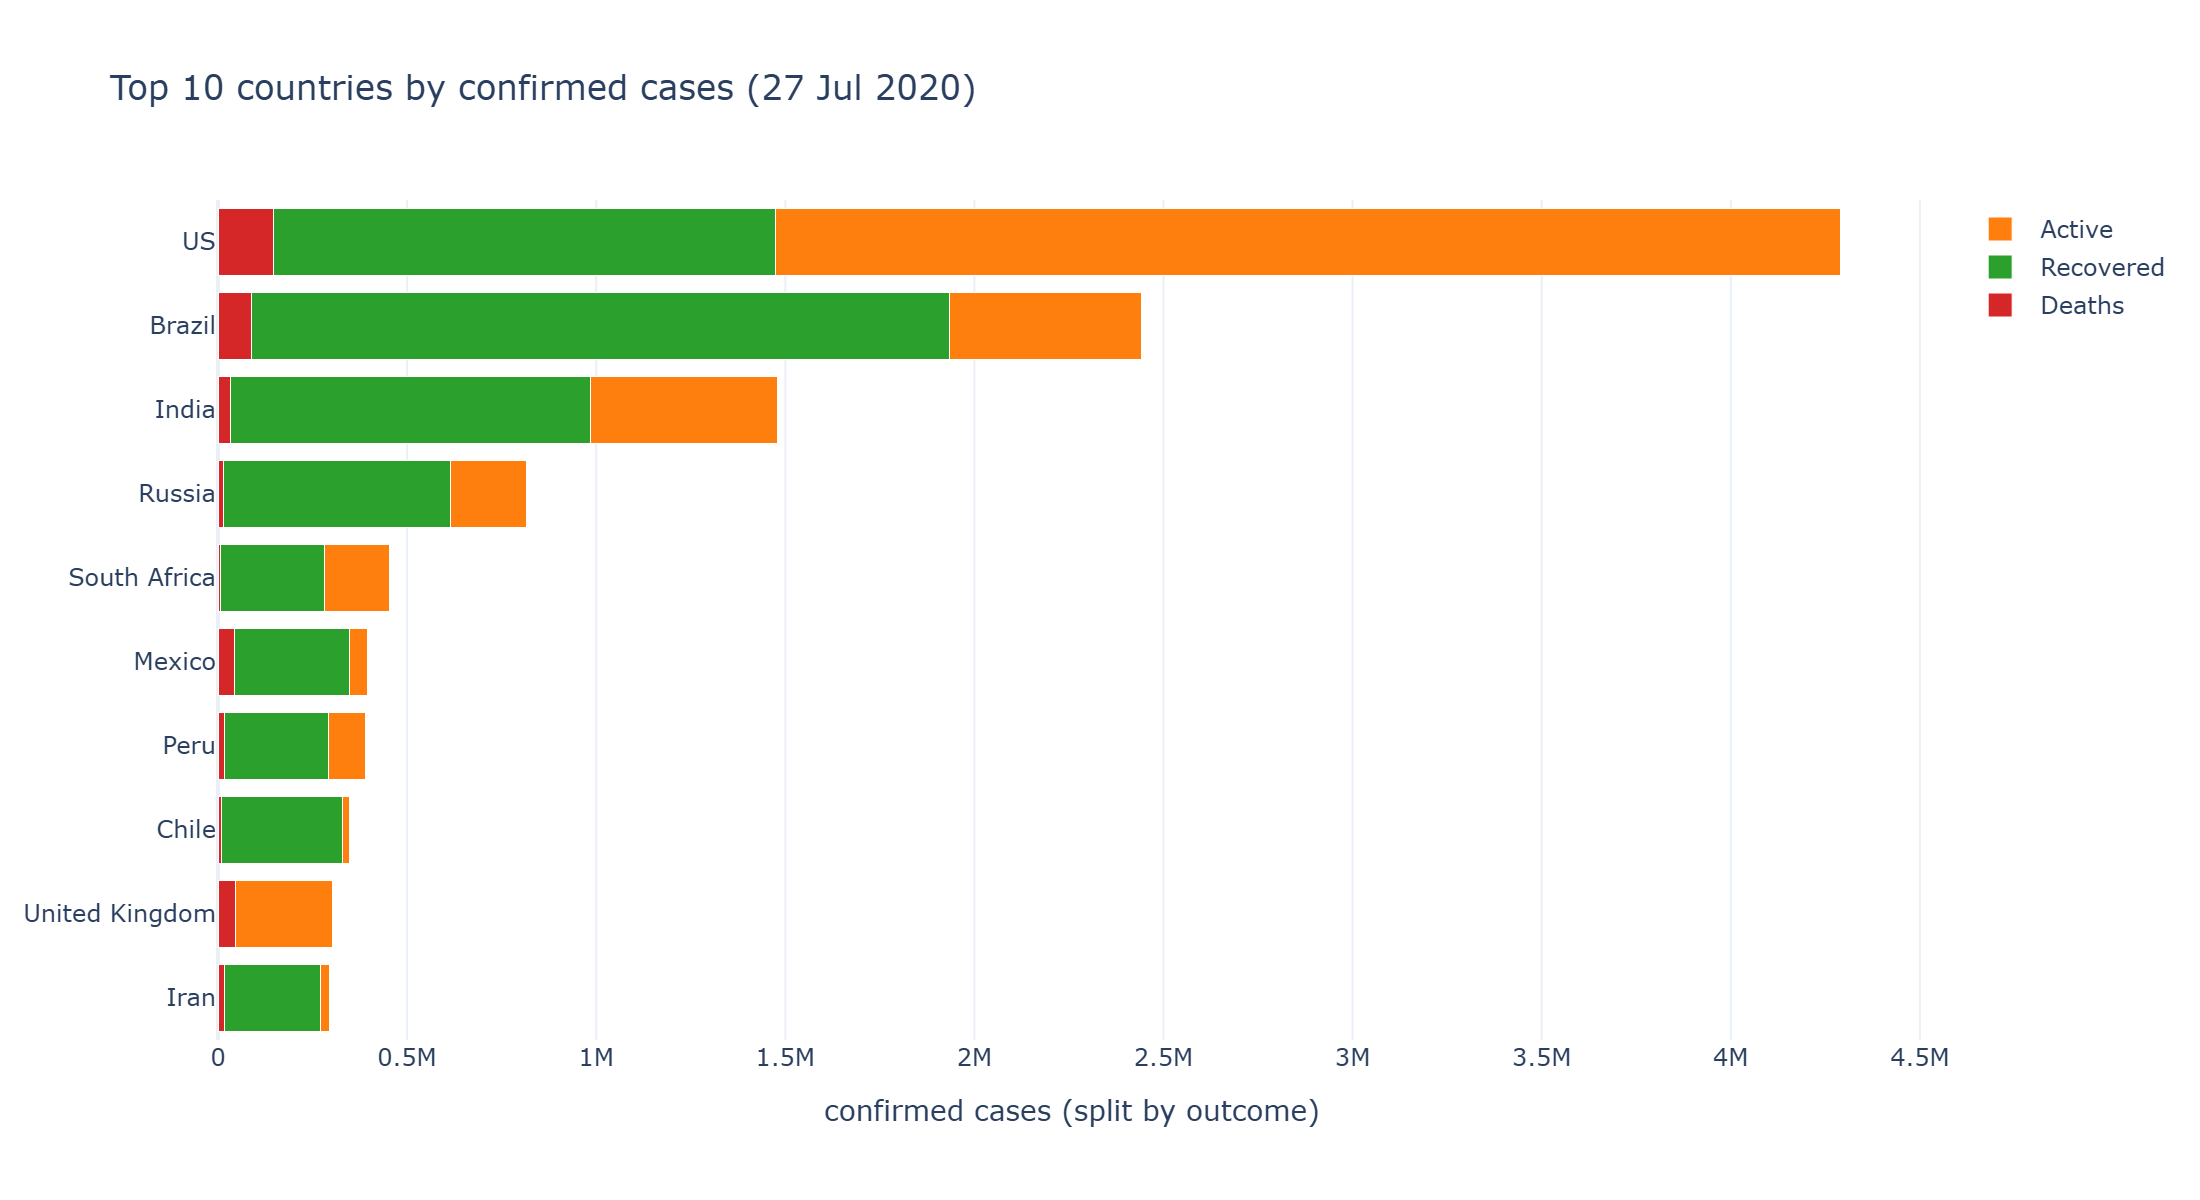 Top 10 countries by confirmed cases (27 Jul 2020)
Active
Recovered
Deaths
US
Brazil
India
Russia
South Africa
Mexico
Peru
Chile
United Kingdom
Iran
0 0.5M 1M 1.5M 2M 2.5M 3M 3.5M 4M 4.5M
confirmed cases (split by outcome)